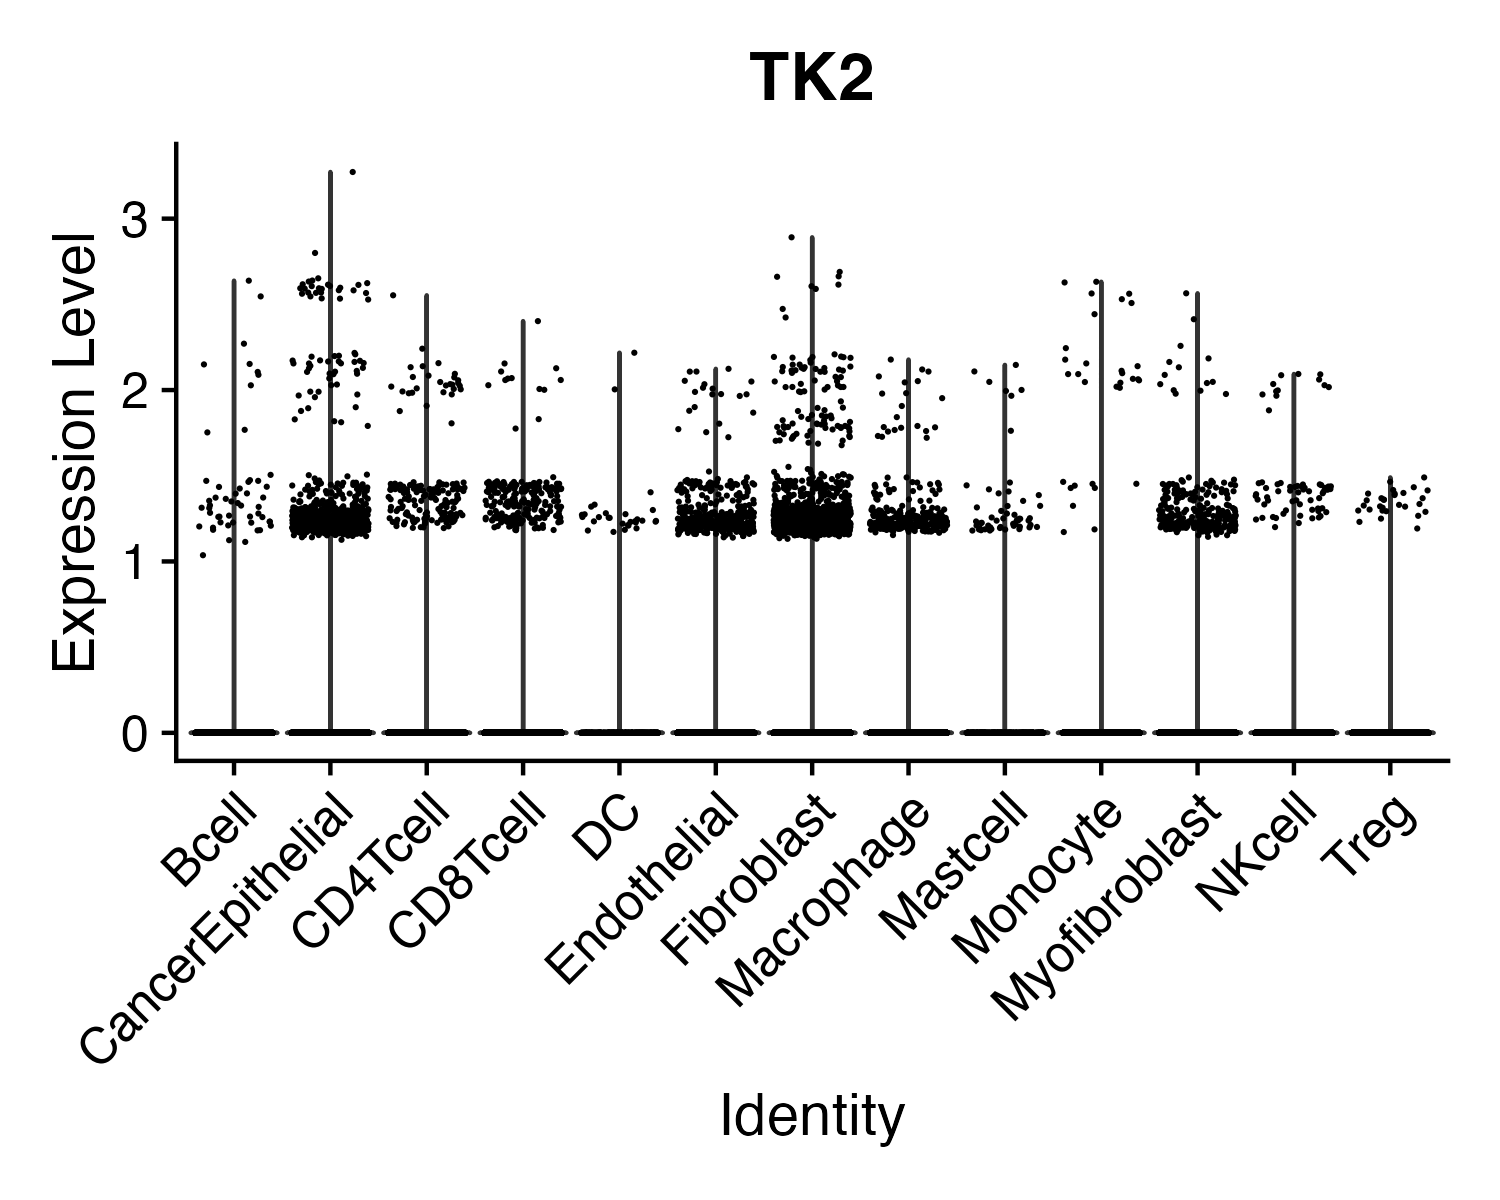 TK2
Expression Level
3
2
1
0
Bcell
CancerEpithelial
CD4Tcell
CD8Tcell
DC
Endothelial
Fibroblast
Macrophage
Mastcell
Monocyte
Myofibroblast
NKcell
Treg
Identity